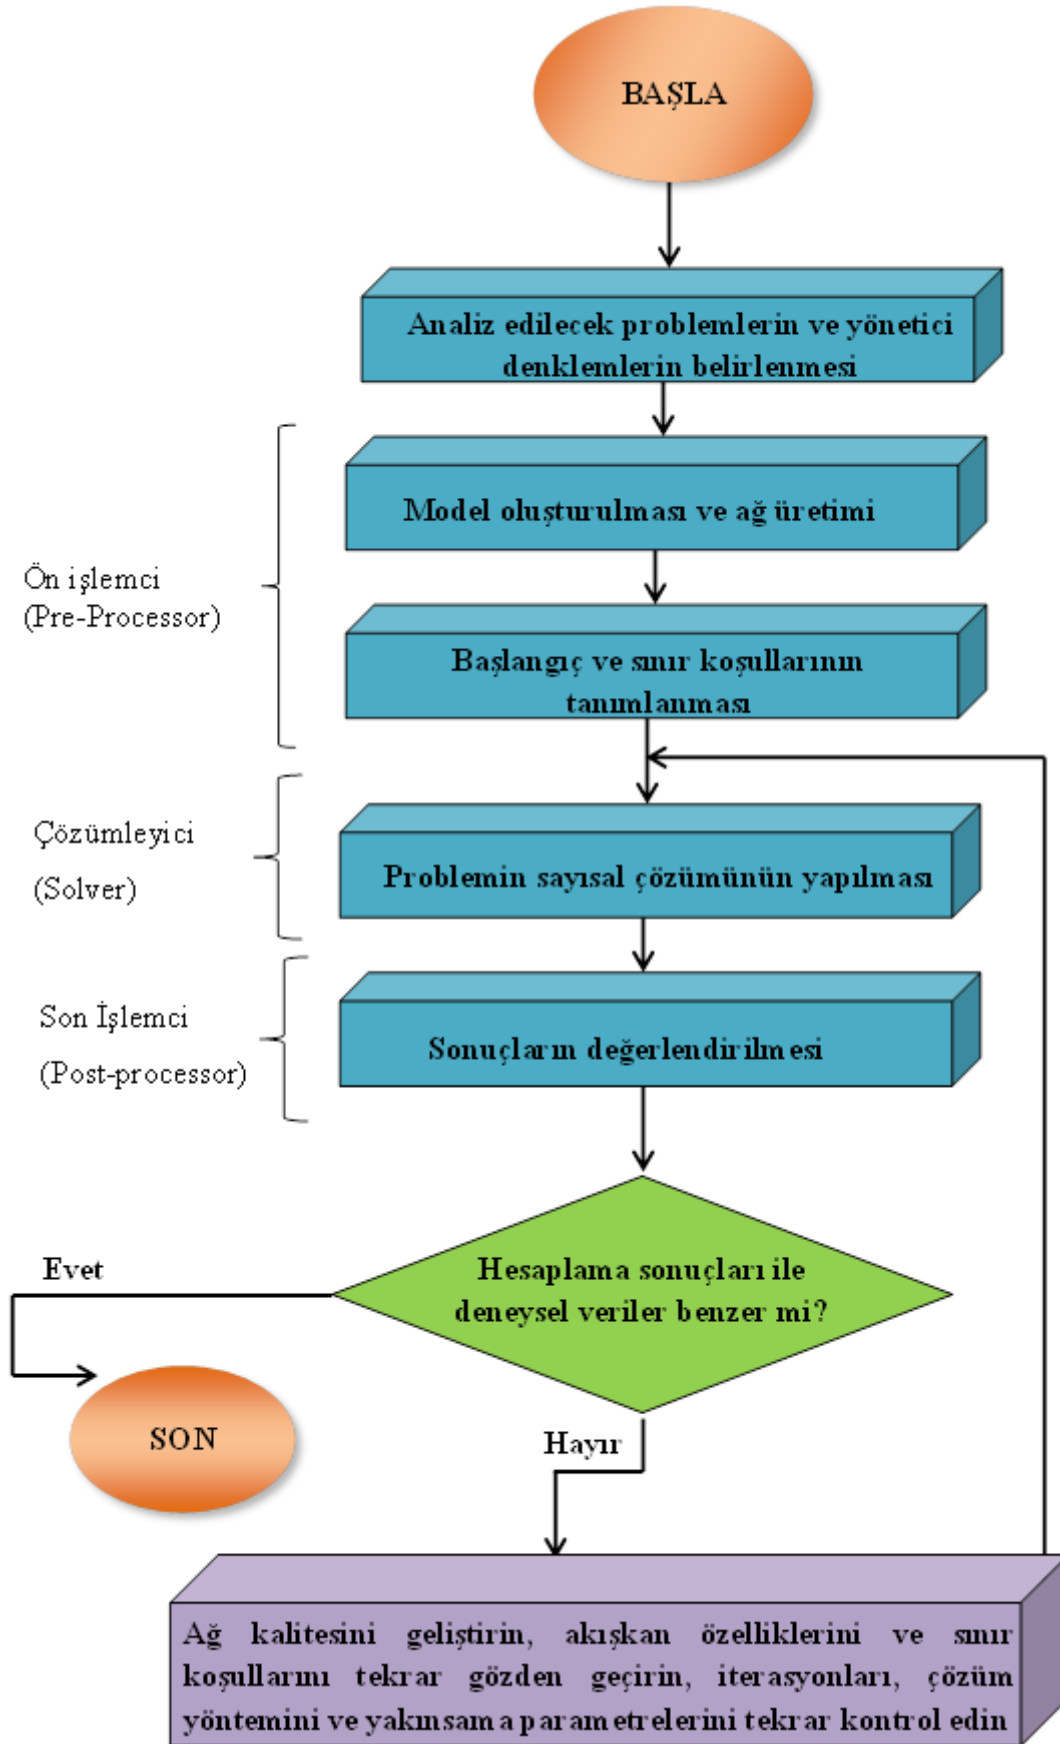 BAŞLA
Analiz edilecek problemlerin ve yönetici
denklemlerin belirlenmesi
Model oluşturulması ve ağ üretimi
Ön işlemci
(Pre-Processor)
Başlangıç ve sınır koşullarının
tanımlanması
Çözümleyici
(Solver)
Problemin sayısal çözümünün yapılması
Son İşlemci
(Post-processor)
Sonuçların değerlendirilmesi
Evet
Hesaplama sonuçları ile
deneysel veriler benzer mi?
SON
Hayır
Ağ kalitesini geliştirin, akışkan özelliklerini ve sınır
koşullarını tekrar gözden geçirin, iterasyonları, çözüm
yöntemini ve yakınsama parametrelerini tekrar kontrol edin